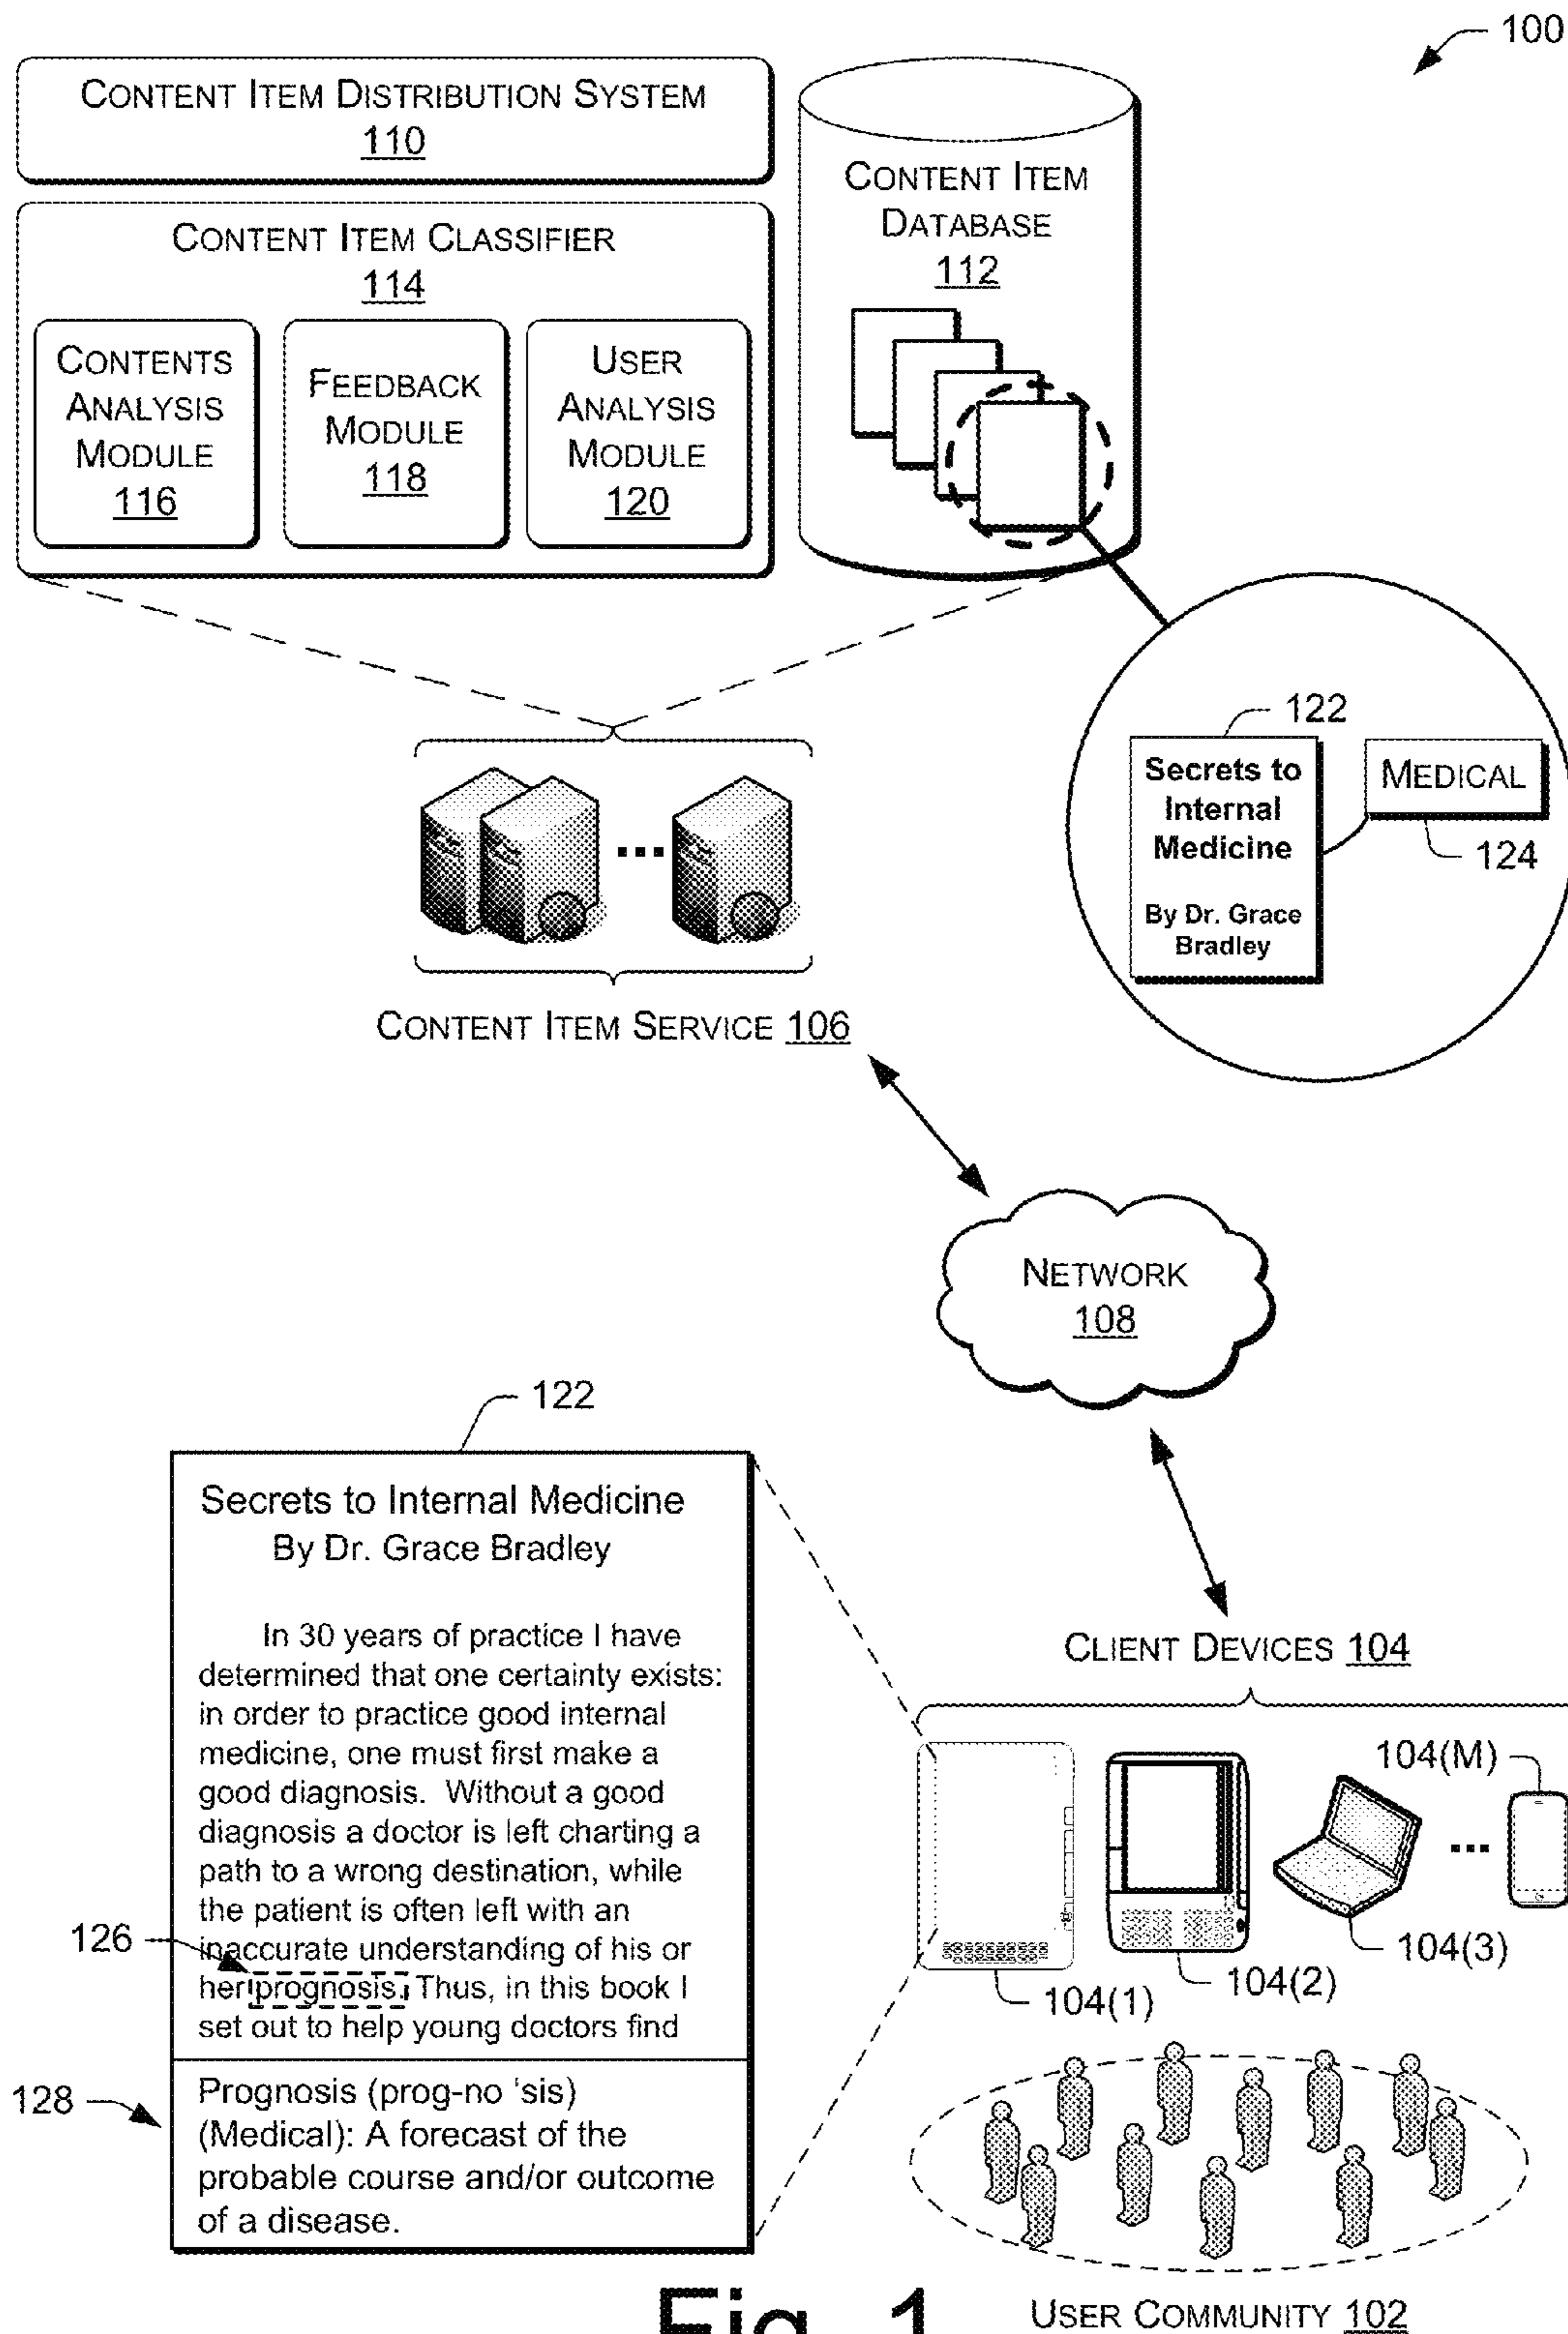 100
CONTENT ITEM DISTRIBUTION SYSTEM
110
CONTENT ITEM CLASSIFIER
114
CONTENTS
ANALYSIS
MODULE
116
FEEDBACK
MODULE
118
USER
ANALYSIS
MODULE
120
CONTENT ITEM
DATABASE
112
122
Secrets to
Internal
Medicine
By Dr. Grace
Bradley
MEDICAL
124
...
CONTENT ITEM SERVICE 106
NETWORK
108
122
Secrets to Internal Medicine
By Dr. Grace Bradley
In 30 years of practice I have
determined that one certainty exists:
in order to practice good internal
medicine, one must first make a
good diagnosis. Without a good
diagnosis a doctor is left charting a
path to a wrong destination, while
the patient is often left with an
inaccurate understanding of his or
her prognosis. Thus, in this book I
set out to help young doctors find
126
Prognosis (prog-no 'sis)
(Medical): A forecast of the
probable course and/or outcome
of a disease.
128
CLIENT DEVICES 104
104(1)
104(2)
104(3)
...
104(M)
USER COMMUNITY 102
Fig. 1